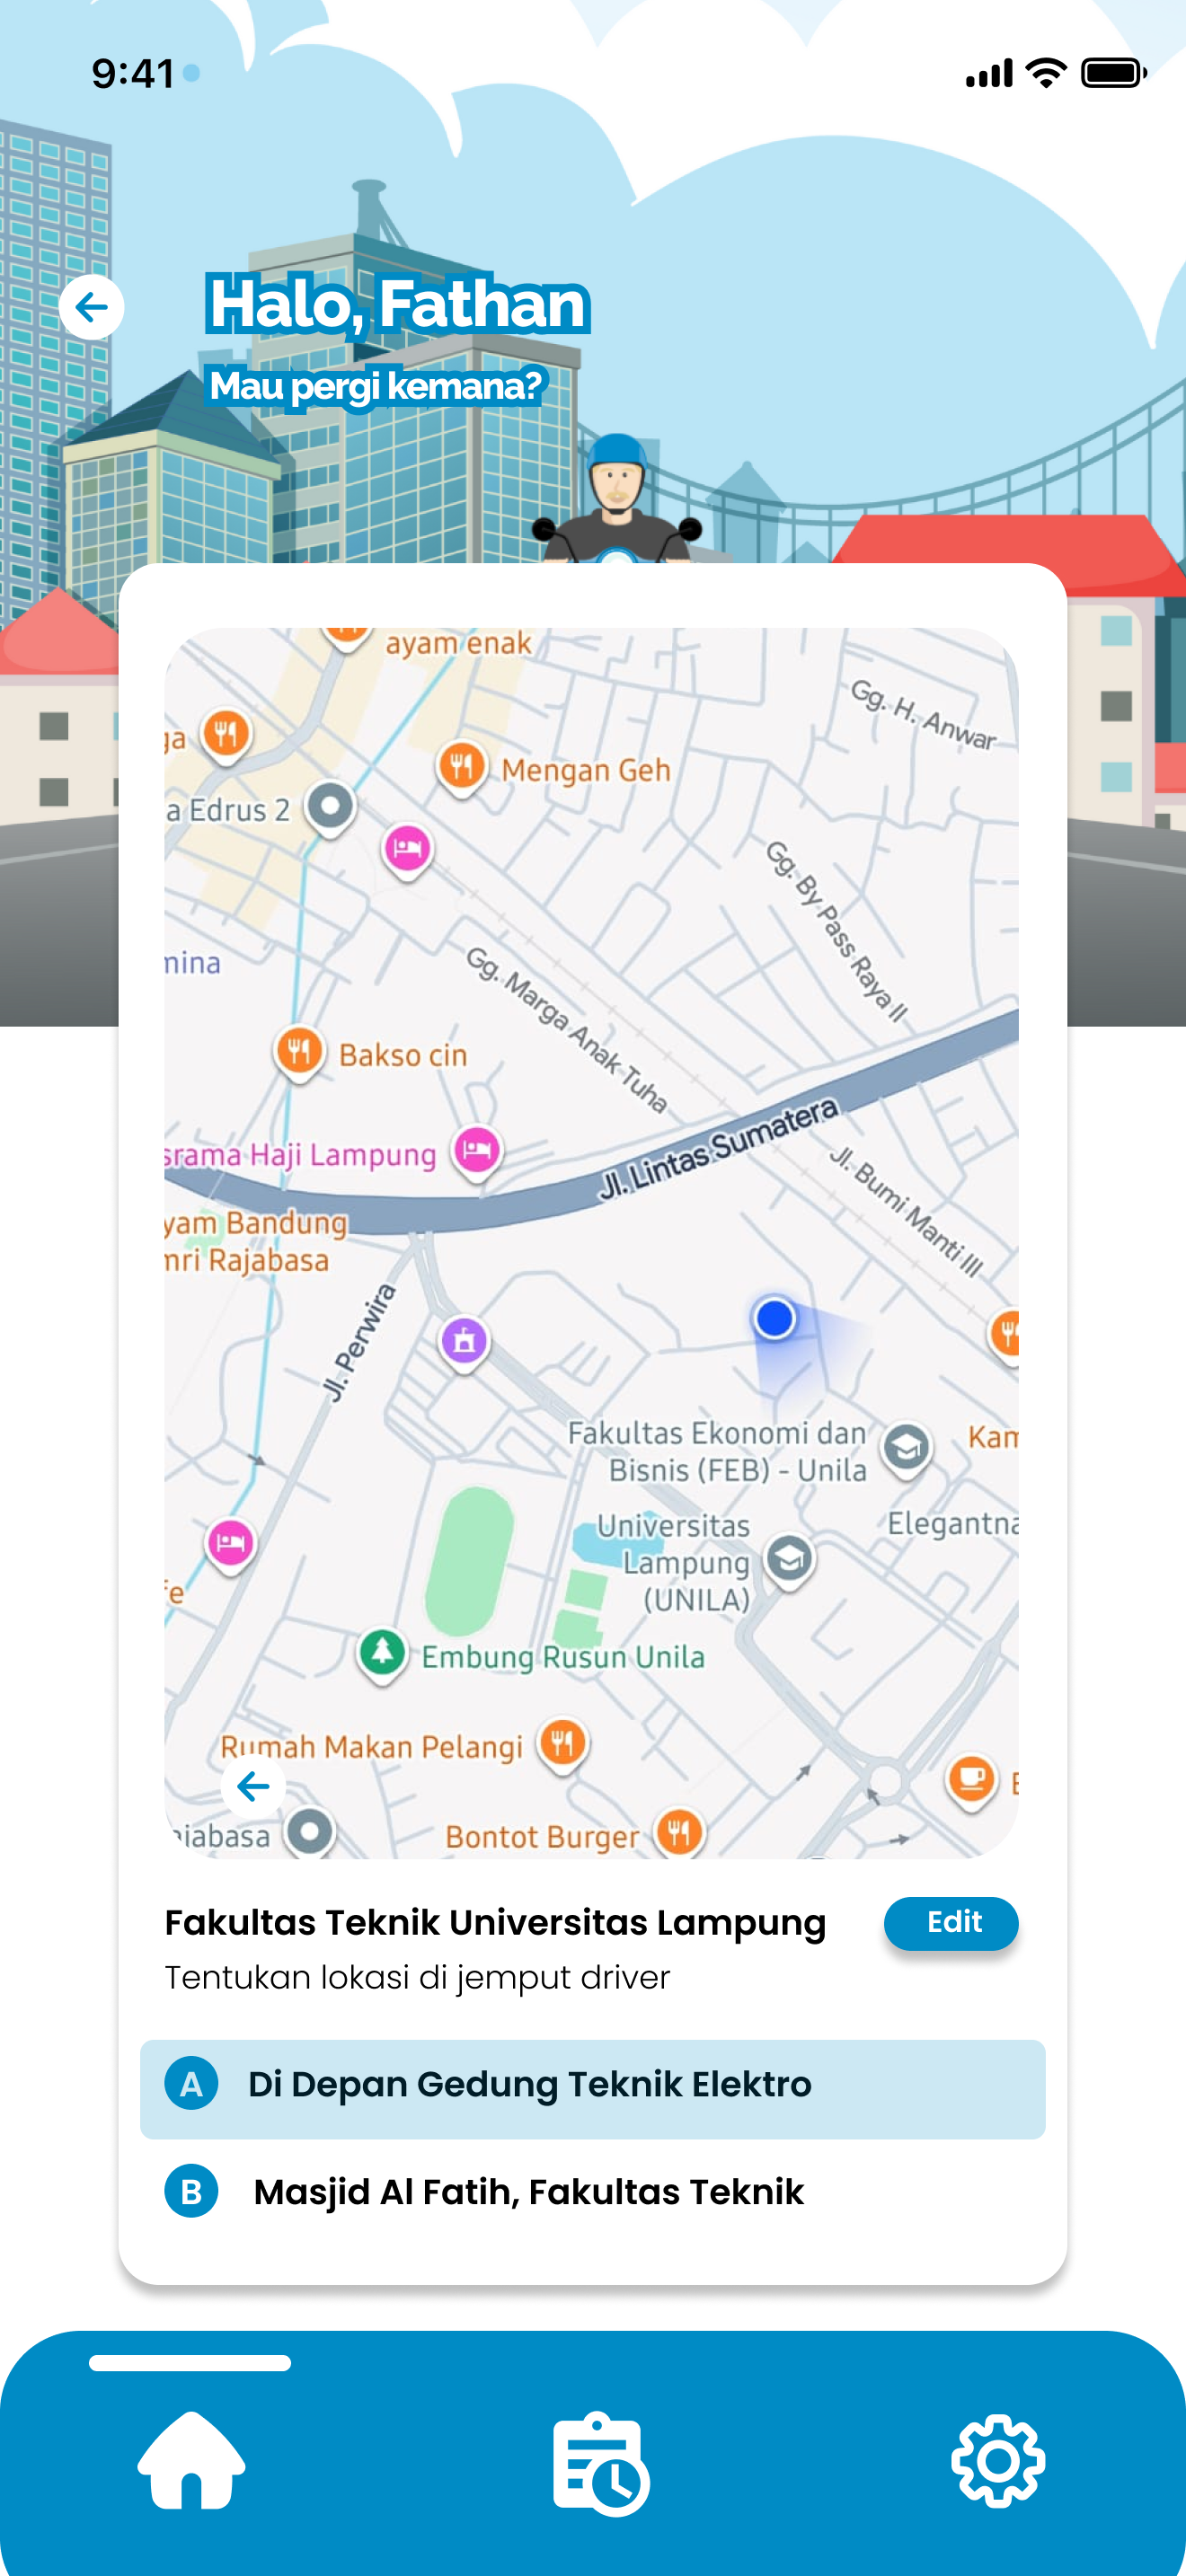 9:41
Halo, Fathan
Mau pergi kemana?
ayam enak
Gg. H. Anwar
Mengan Geh
a Edrus 2
Gg. By Pass Raya II
mina
Gg. Marga Anak Tuha
Bakso cin
Jl. Lintas Sumatera
srama Haji Lampung
Jl. Bumi Manti III
yam Bandung
mri Rajabasa
Jl. Perwira
Fakultas Ekonomi dan
Bisnis (FEB) - Unila
Kam
Universitas
Lampung
(UNILA)
Elegantna
Embung Rusun Unila
Rumah Makan Pelangi
Bontot Burger
Fakultas Teknik Universitas Lampung
Edit
Tentukan lokasi di jemput driver
A Di Depan Gedung Teknik Elektro
B Masjid Al Fatih, Fakultas Teknik